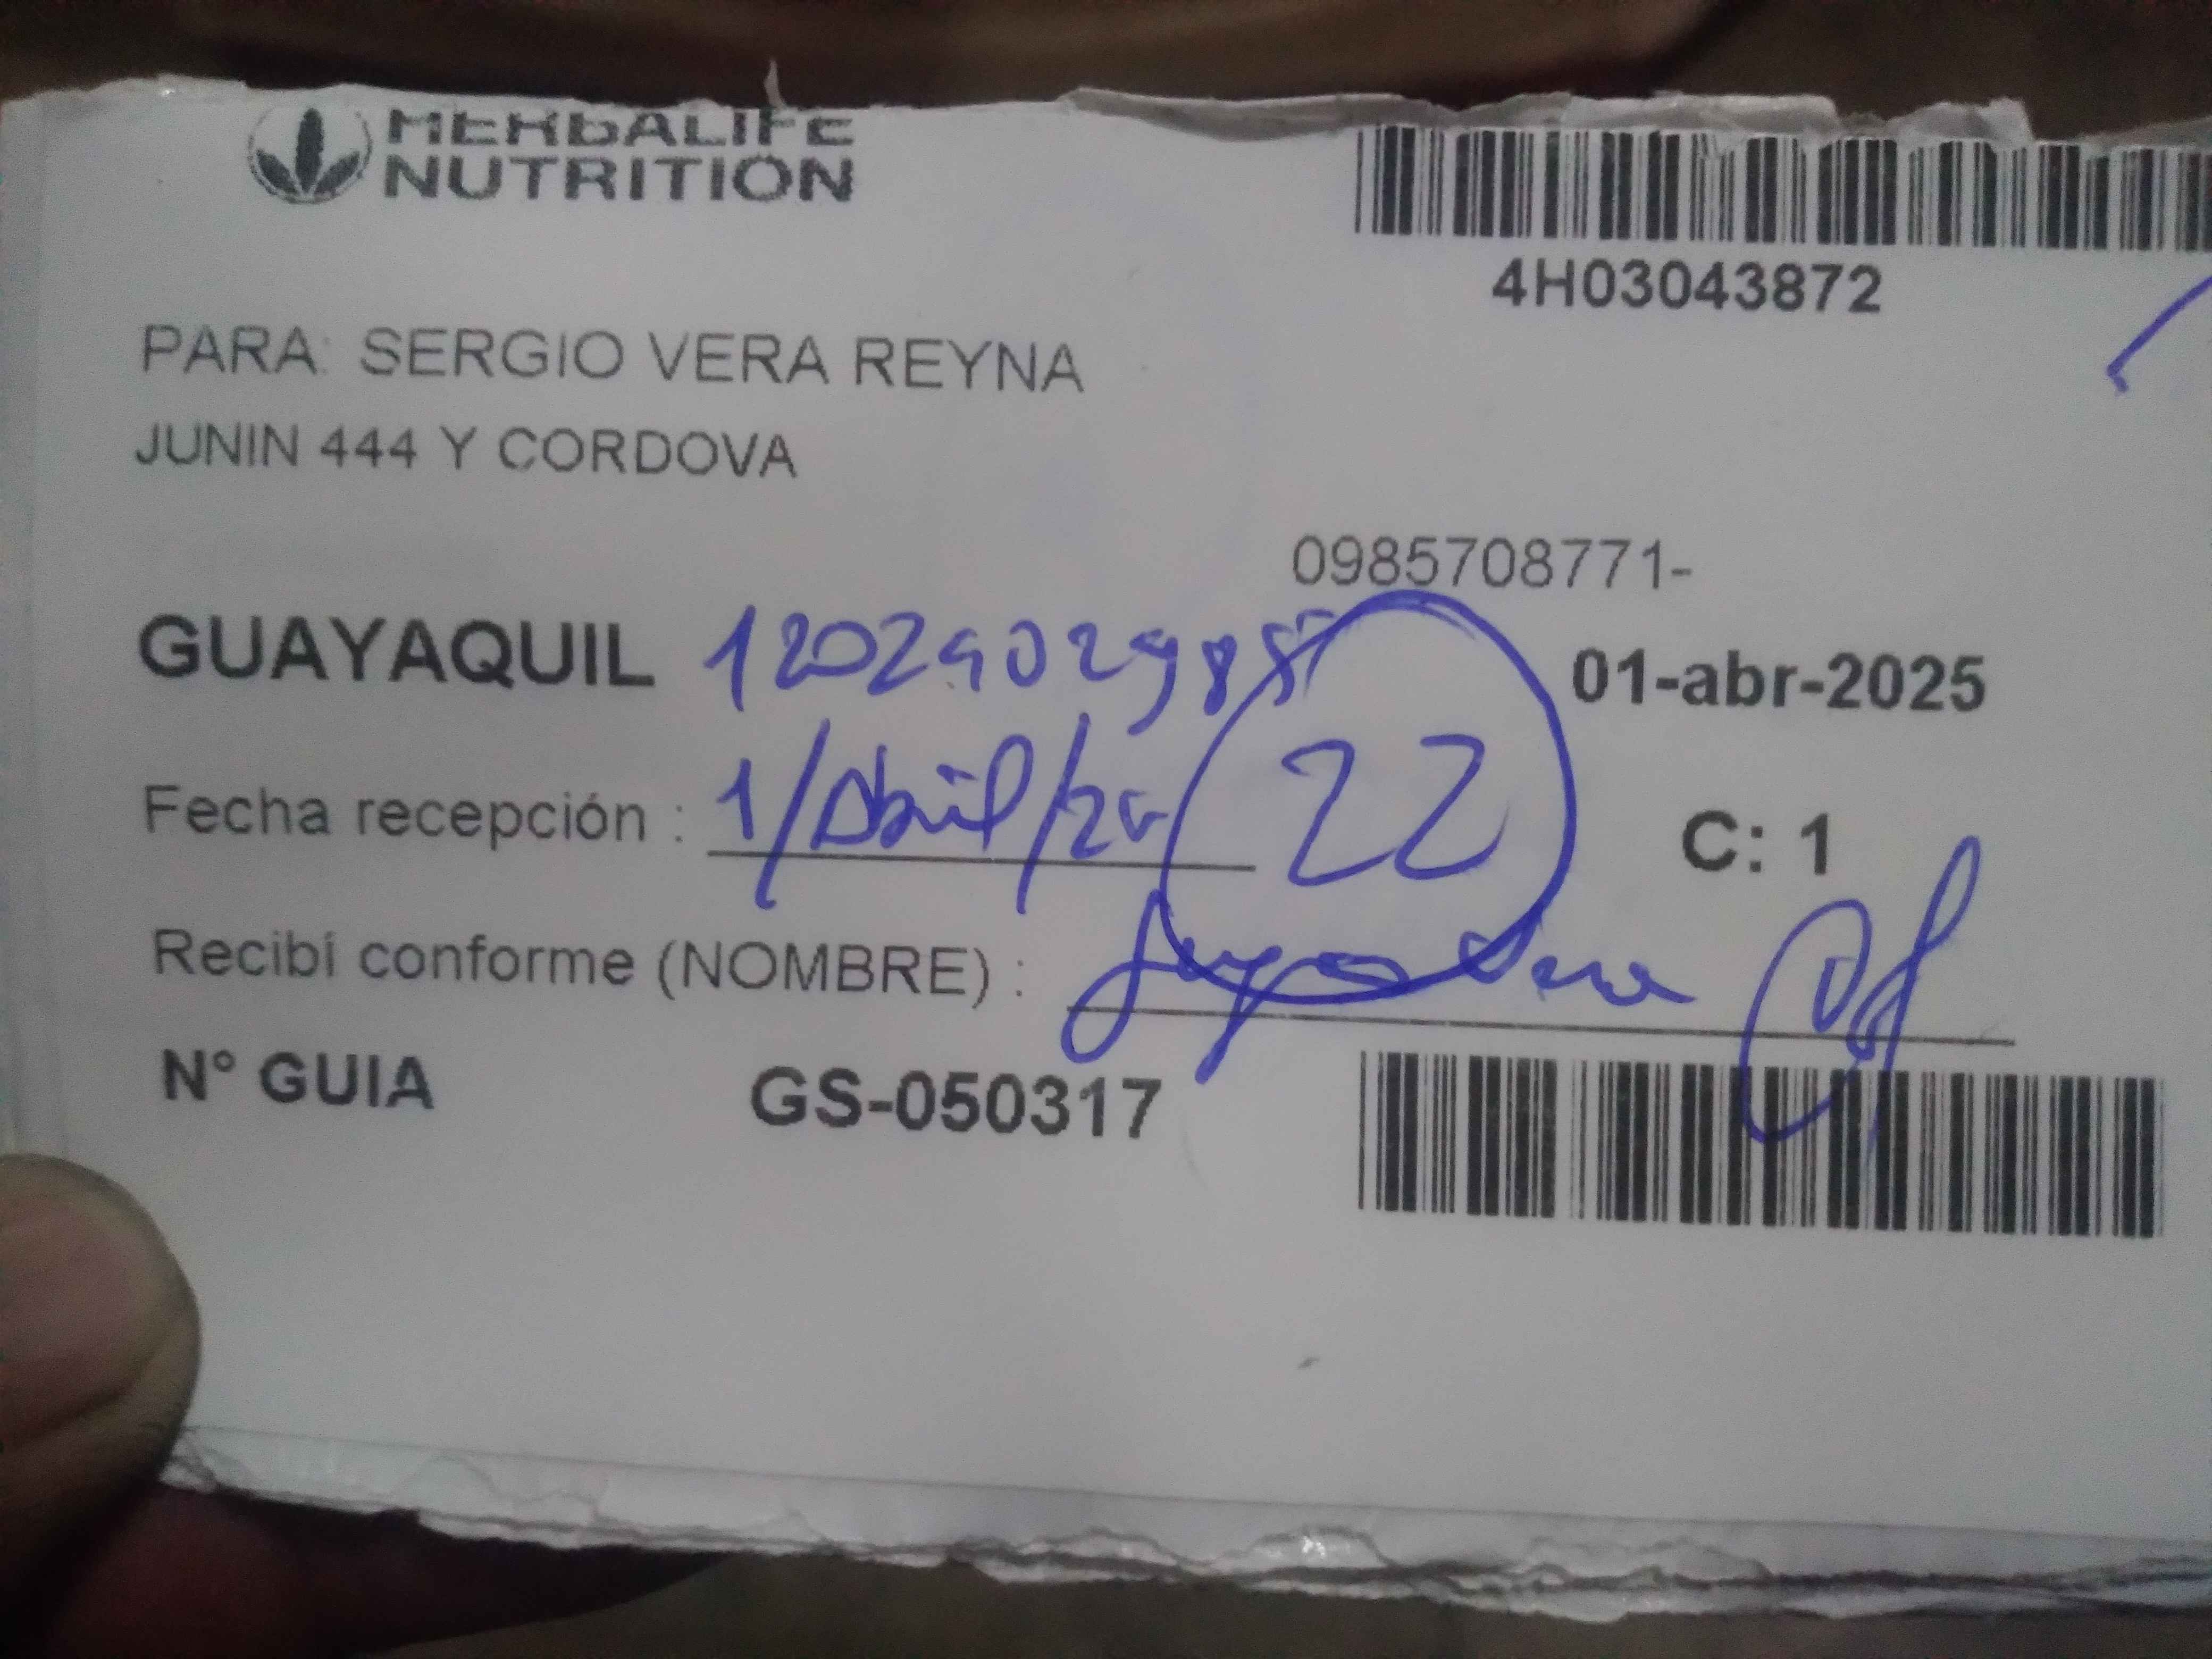 HERBALIFE
NUTRITION
4H03043872
PARA: SERGIO VERA REYNA
JUNIN 444 Y CORDOVA
0985708771-
GUAYAQUIL
01-abr-2025
Fecha recepción : 1/Abril/25
22
C: 1
Recibí conforme (NOMBRE) : Vera
N° GUIA GS-050317